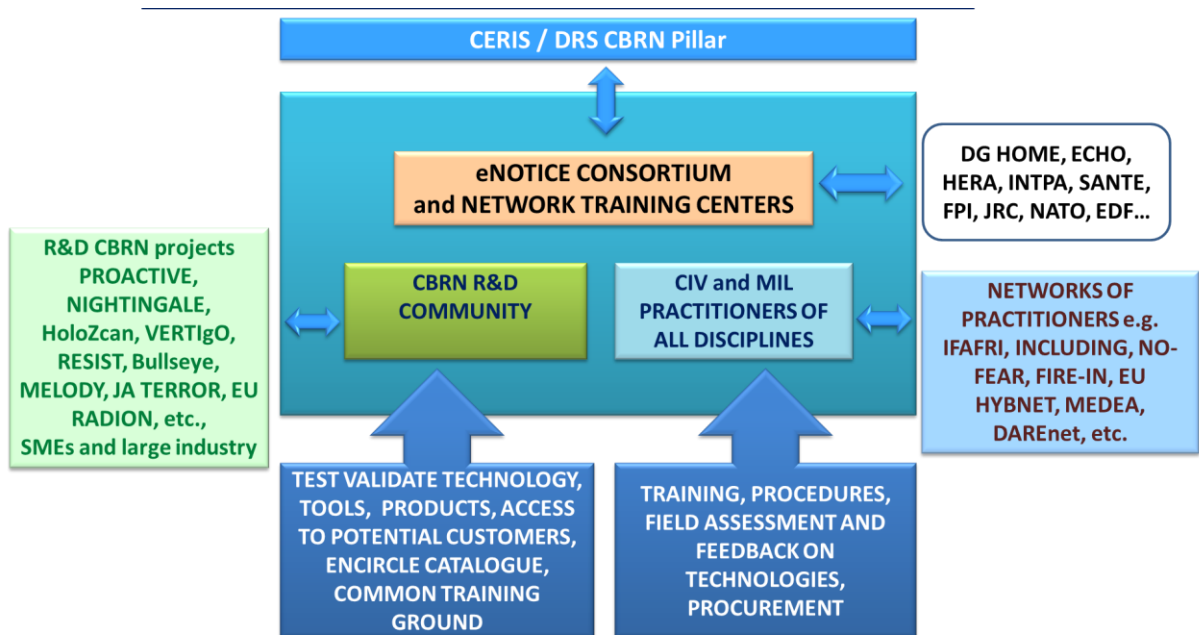 CERIS / DRS CBRN Pillar
eNOTICE CONSORTIUM
and NETWORK TRAINING CENTERS
DG HOME, ECHO,
HERA, INTPA, SANTE,
FPI, JRC, NATO, EDF…
R&D CBRN projects
PROACTIVE,
NIGHTINGALE,
HoloZcan, VERTIgO,
RESIST, Bullseye,
MELODY, JA TERROR, EU
RADION, etc.,
SMEs and large industry
CBRN R&D
COMMUNITY
CIV and MIL
PRACTITIONERS OF
ALL DISCIPLINES
NETWORKS OF
PRACTITIONERS e.g.
IFAFRI, INCLUDING, NO-
FEAR, FIRE-IN, EU
HYBNET, MEDEA,
DAREnet, etc.
TEST VALIDATE TECHNOLOGY,
TOOLS, PRODUCTS, ACCESS
TO POTENTIAL CUSTOMERS,
ENCIRCLE CATALOGUE,
COMMON TRAINING
GROUND
TRAINING, PROCEDURES,
FIELD ASSESSMENT AND
FEEDBACK ON
TECHNOLOGIES,
PROCUREMENT